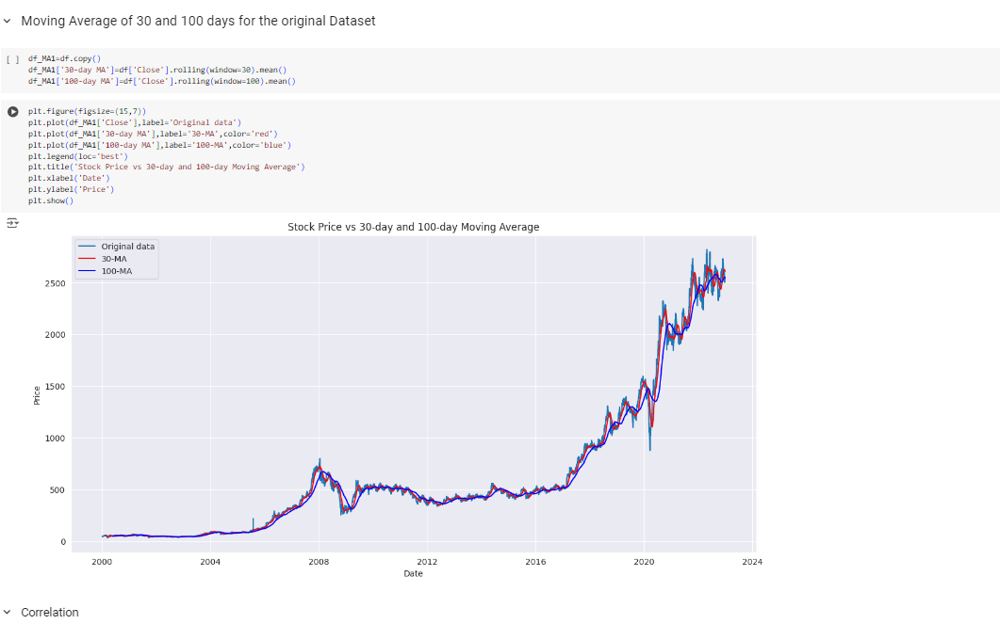 Moving Average of 30 and 100 days for the original Dataset
[ ] df_MA1=df.copy()
df_MA1['30-day MA']=df['Close'].rolling(window=30).mean()
df_MA1['100-day MA']=df['Close'].rolling(window=100).mean()
plt.figure(figsize=(15,7))
plt.plot(df_MA1['Close'],label='Original data')
plt.plot(df_MA1['30-day MA'],label='30-MA',color='red')
plt.plot(df_MA1['100-day MA'],label='100-MA',color='blue')
plt.legend(loc='best')
plt.title('Stock Price vs 30-day and 100-day Moving Average')
plt.xlabel('Date')
plt.ylabel('Price')
plt.show()
Stock Price vs 30-day and 100-day Moving Average
Original data
30-MA
100-MA
2500
2000
1500
1000
500
0
Price
2000 2004 2008 2012 2016 2020 2024
Date
Correlation